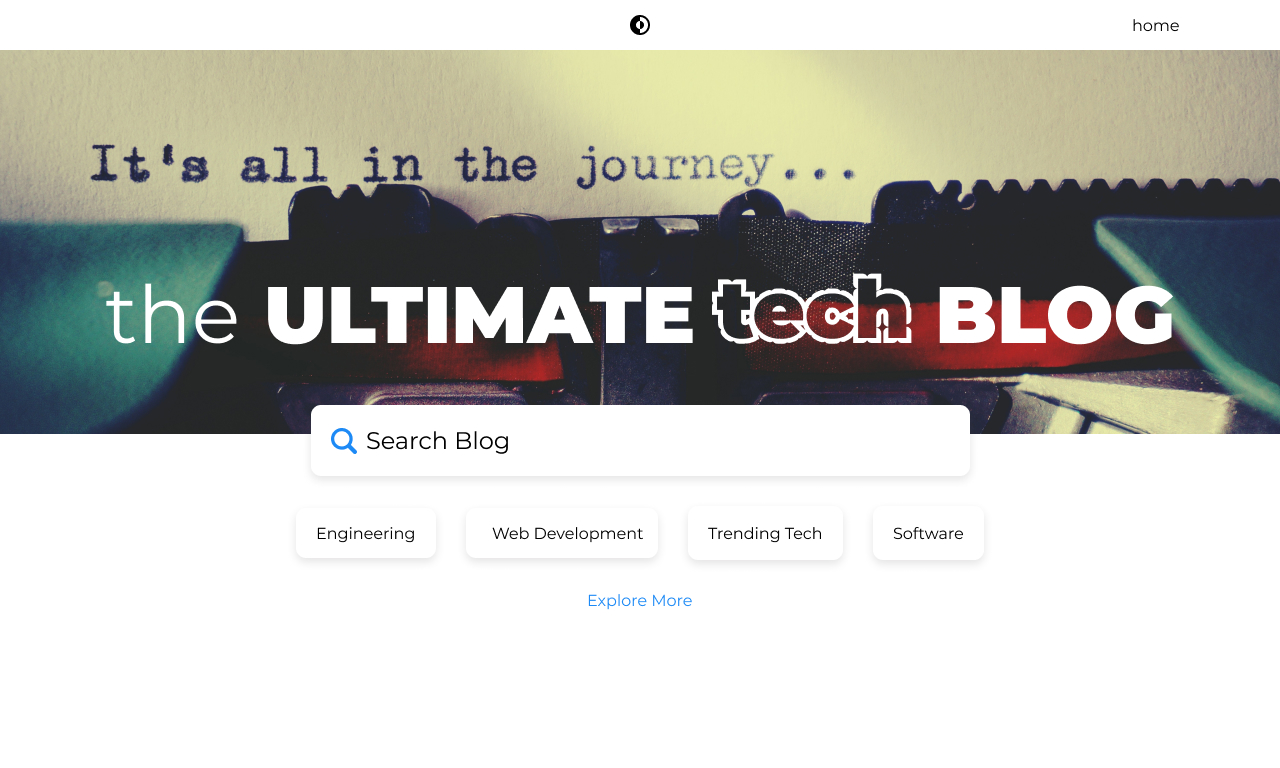 home
It's all in the journey...
the ULTIMATE tech BLOG
Search Blog
Engineering
Web Development
Trending Tech
Software
Explore More